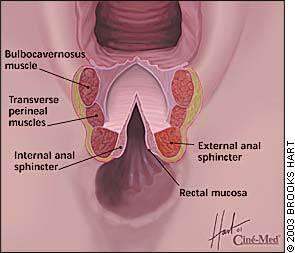 Bulbocavernosus
muscle
Transverse
perineal
muscles
Internal anal
sphincter
External anal
sphincter
Rectal mucosa
Hart
01
Ciné-Med
© 2003 BROOKS HART